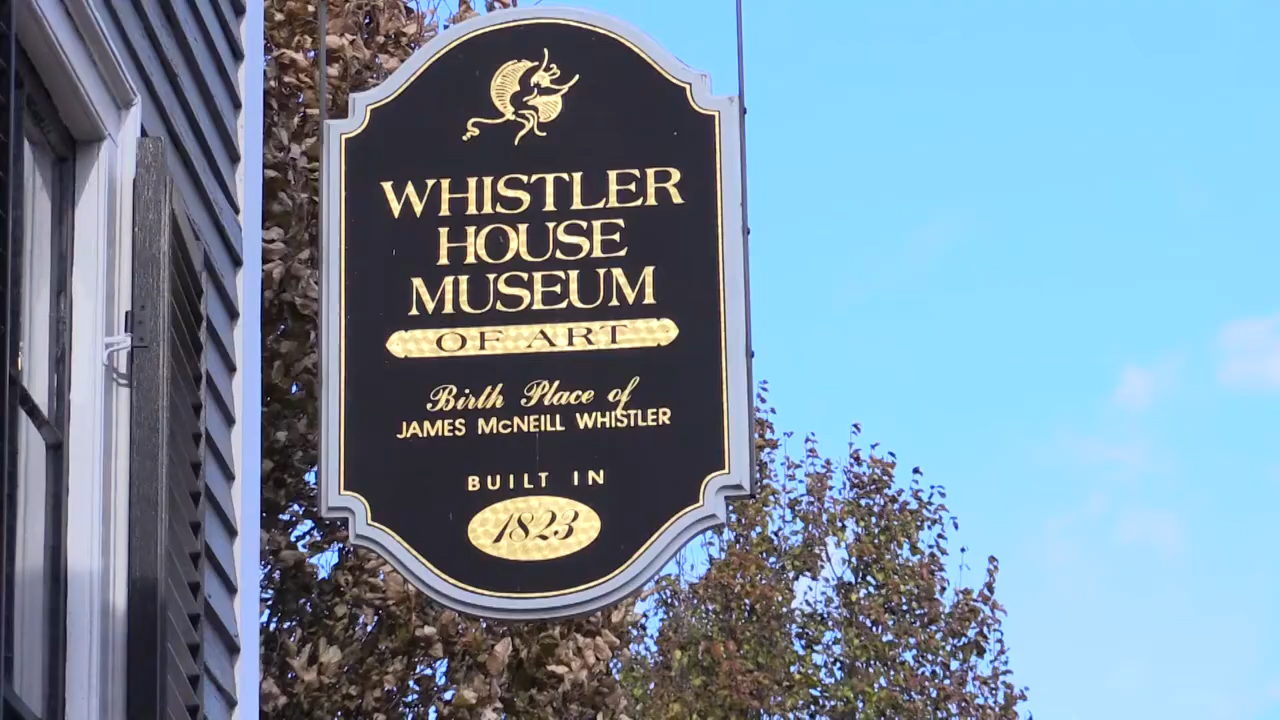 WHISTLER
HOUSE
MUSEUM
OF ART
Birth Place of
JAMES McNEILL WHISTLER
BUILT IN
1823